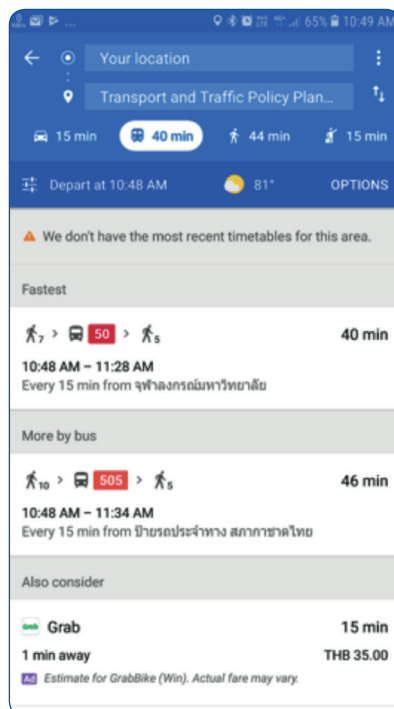 65% 10:49 AM
Your location
Transport and Traffic Policy Plan...
15 min 40 min 44 min 15 min
Depart at 10:48 AM 81° OPTIONS
We don't have the most recent timetables for this area.
Fastest
7 > 50 > 5 40 min
10:48 AM – 11:28 AM
Every 15 min from จุฬาลงกรณ์มหาวิทยาลัย
More by bus
10 > 505 > 5 46 min
10:48 AM – 11:34 AM
Every 15 min from ป้ายรถประจำทาง สภากาชาดไทย
Also consider
Grab Grab 15 min
1 min away THB 35.00
Ad Estimate for GrabBike (Win). Actual fare may vary.